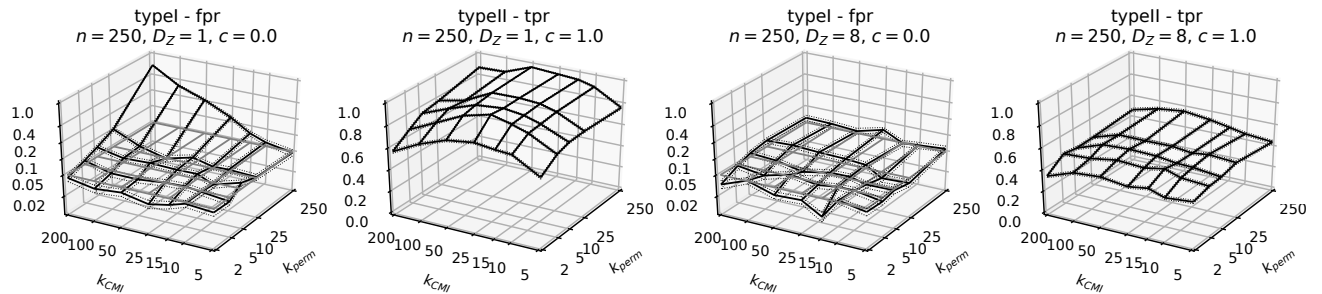 typeI - fpr
n = 250, D_Z = 1, c = 0.0
1.0
0.4
0.2
0.1
0.05
0.02
200 100 50 25 15 10 5
k_CMI
2 5 10 25 250
k_perm
typeII - tpr
n = 250, D_Z = 1, c = 1.0
1.0
0.8
0.6
0.4
0.2
0.0
200 100 50 25 15 10 5
k_CMI
2 5 10 25 250
k_perm
typeI - fpr
n = 250, D_Z = 8, c = 0.0
1.0
0.4
0.2
0.1
0.05
0.02
200 100 50 25 15 10 5
k_CMI
2 5 10 25 250
k_perm
typeII - tpr
n = 250, D_Z = 8, c = 1.0
1.0
0.8
0.6
0.4
0.2
0.0
200 100 50 25 15 10 5
k_CMI
2 5 10 25 250
k_perm